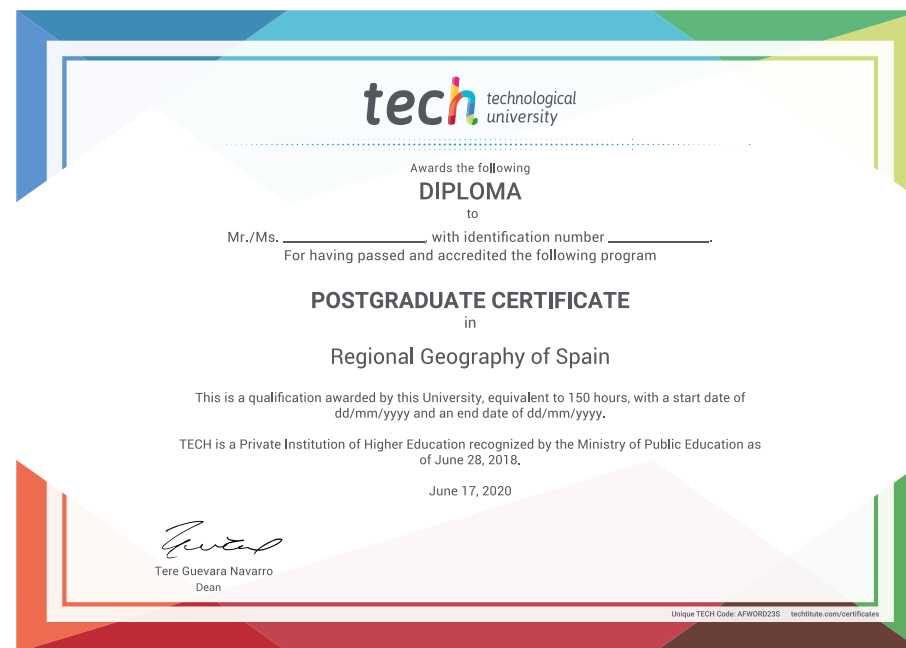 tech technological
university
Awards the following
DIPLOMA
to
Mr./Ms. ____________, with identification number ____________.
For having passed and accredited the following program
POSTGRADUATE CERTIFICATE
in
Regional Geography of Spain
This is a qualification awarded by this University, equivalent to 150 hours, with a start date of
dd/mm/yyyy and an end date of dd/mm/yyyy.
TECH is a Private Institution of Higher Education recognized by the Ministry of Public Education as
of June 28, 2018.
June 17, 2020
Tere Guevara Navarro
Dean
Unique TECH Code: AFWORD23S techtitute.com/certificates